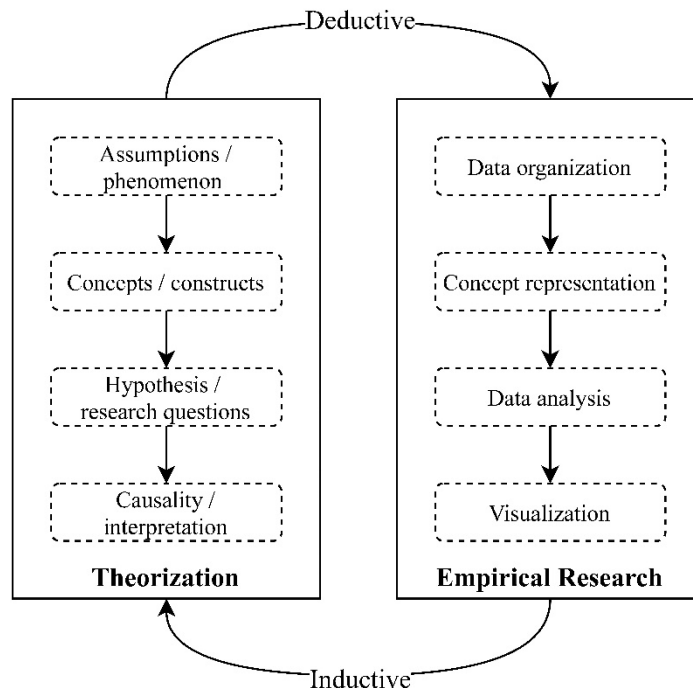 Deductive
Assumptions /
phenomenon
Concepts / constructs
Hypothesis /
research questions
Causality /
interpretation
Theorization
Data organization
Concept representation
Data analysis
Visualization
Empirical Research
Inductive